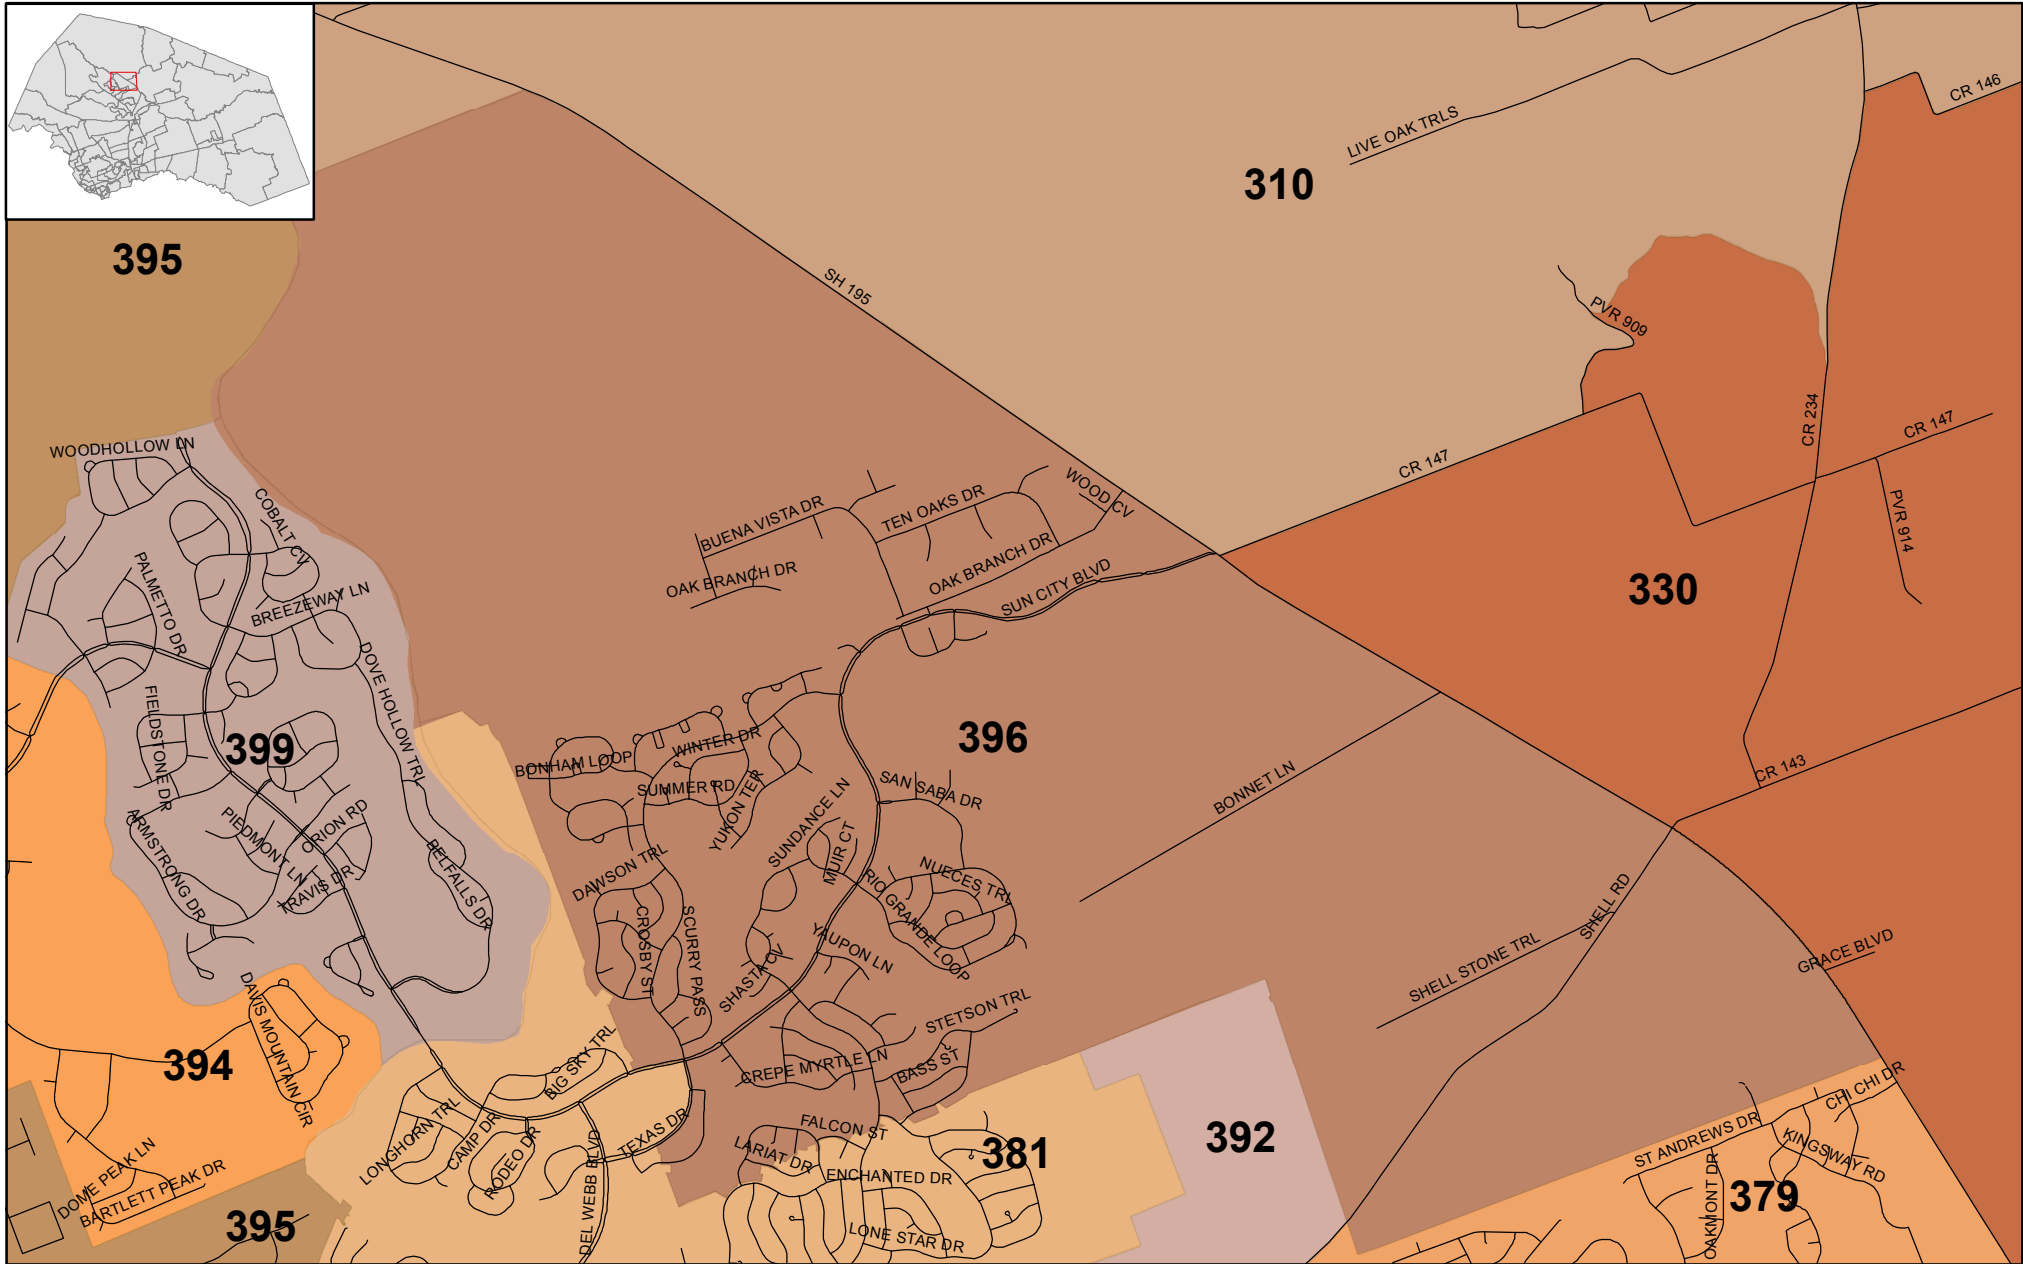 CR 146
LIVE OAK TRLS
310
395
SH 195
PVR 909
CR 234
CR 147
CR 147
WOODHOLLOW LN
COBALT CV
BUENA VISTA DR
TEN OAKS DR
WOOD CV
PVR 914
PALMETTO DR
BREEZEWAY LN
OAK BRANCH DR
OAK BRANCH DR
SUN CITY BLVD
330
DOVE HOLLOW TRL
FIELDSTONE DR
399
396
BONHAM LOOP
WINTER DR
SUMMER RD
YUKON TER
SUNDANCE LN
SAN SABA DR
BONNET LN
CR 143
ARMSTRONG DR
PIEDMONT LN
ORION RD
TRAVIS DR
BELFALLS DR
DAWSON TRL
MUIR CT
RIO GRANDE LOOP
NUECES TRL
CROSBY ST
SCURRY PASS
SHASTA CV
YAUPON LN
SHELL RD
SHELL STONE TRL
GRACE BLVD
DAVIS MOUNTAIN CIR
394
BIG SKY TRL
STETSON TRL
CREPE MYRTLE LN
BASS ST
LONGHORN TRL
CAMP DR
RODEO DR
DEL WEBB BLVD
TEXAS DR
FALCON ST
LARIAT DR
ENCHANTED DR
381
392
CHI CHI DR
ST ANDREWS DR
KINGSWAY RD
OAKMONT DR
379
DOME PEAK LN
BARTLETT PEAK DR
395
LONE STAR DR